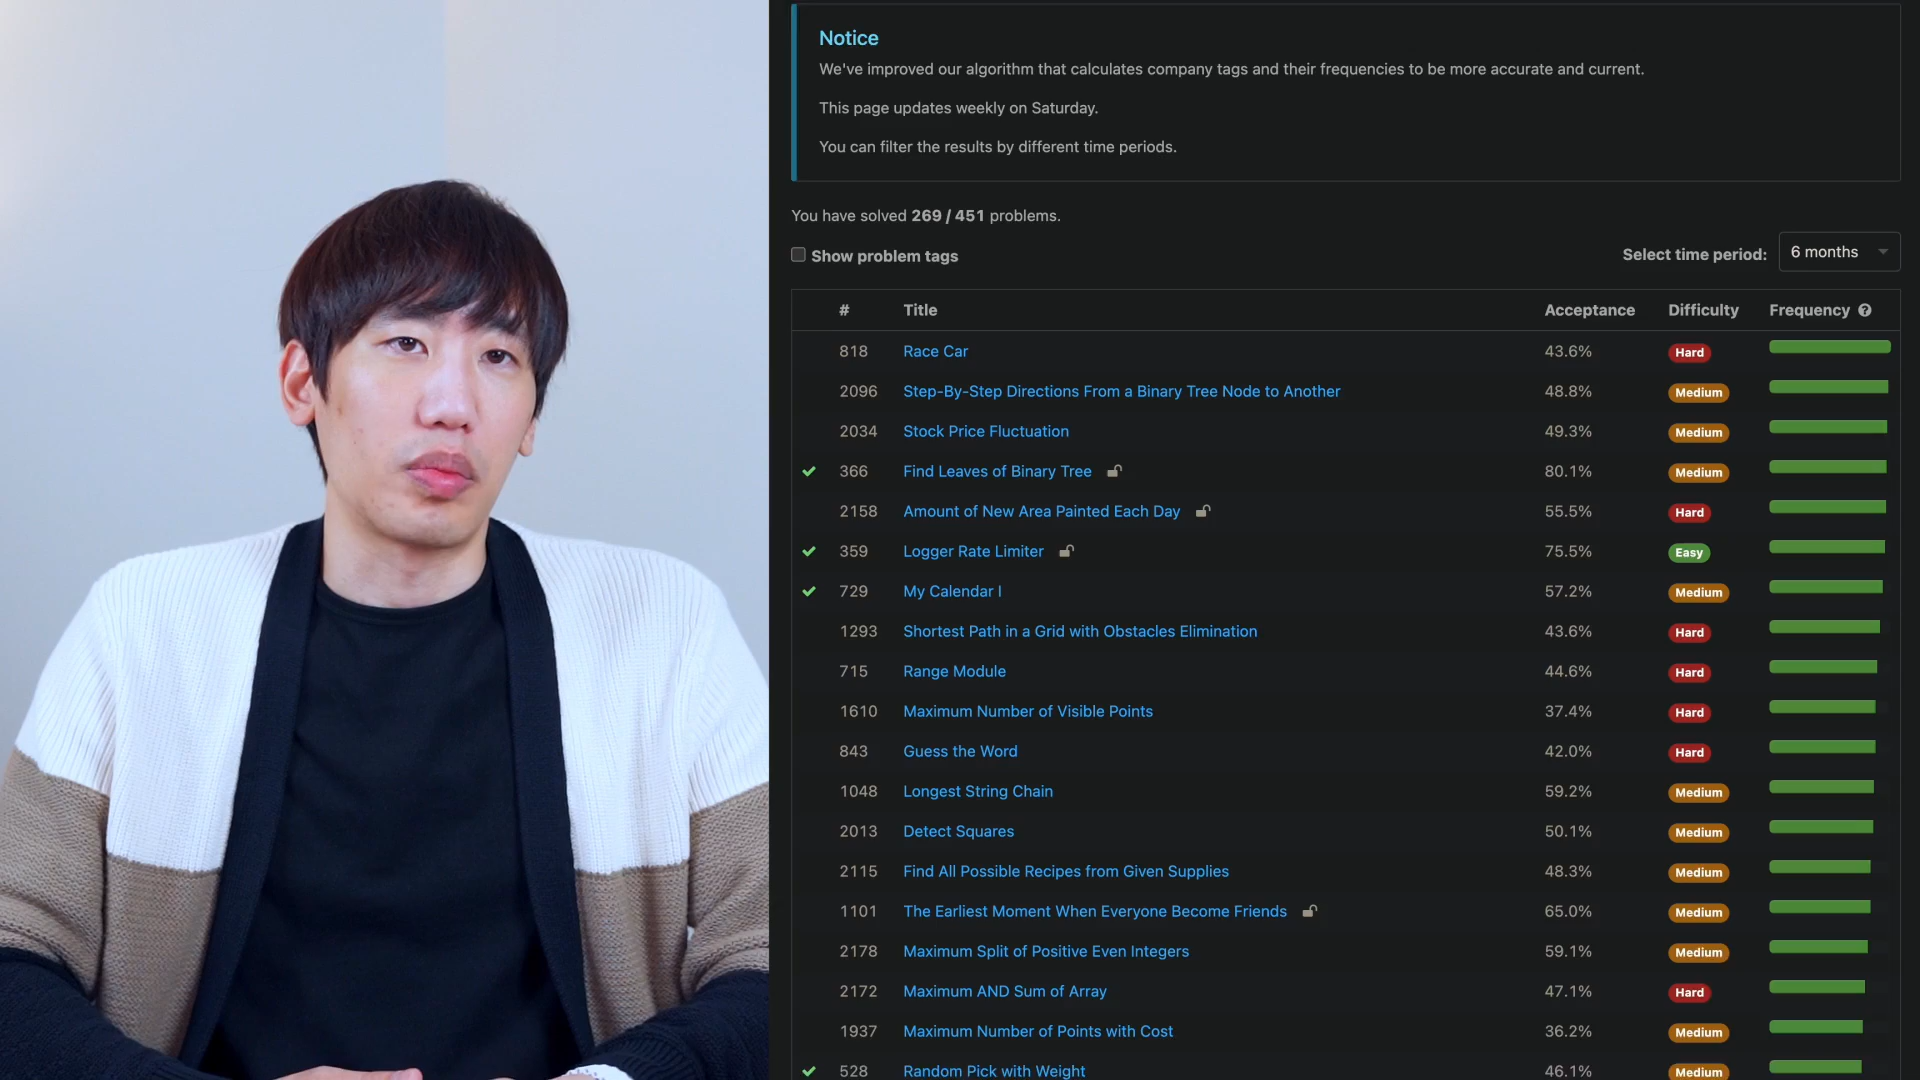 Notice
We've improved our algorithm that calculates company tags and their frequencies to be more accurate and current.
This page updates weekly on Saturday.
You can filter the results by different time periods.
You have solved 269 / 451 problems.
Show problem tags
Select time period: 6 months
# Title Acceptance Difficulty Frequency ?
818 Race Car 43.6% Hard
2096 Step-By-Step Directions From a Binary Tree Node to Another 48.8% Medium
2034 Stock Price Fluctuation 49.3% Medium
366 Find Leaves of Binary Tree 80.1% Medium
2158 Amount of New Area Painted Each Day 55.5% Hard
359 Logger Rate Limiter 75.5% Easy
729 My Calendar I 57.2% Medium
1293 Shortest Path in a Grid with Obstacles Elimination 43.6% Hard
715 Range Module 44.6% Hard
1610 Maximum Number of Visible Points 37.4% Hard
843 Guess the Word 42.0% Hard
1048 Longest String Chain 59.2% Medium
2013 Detect Squares 50.1% Medium
2115 Find All Possible Recipes from Given Supplies 48.3% Medium
1101 The Earliest Moment When Everyone Become Friends 65.0% Medium
2178 Maximum Split of Positive Even Integers 59.1% Medium
2172 Maximum AND Sum of Array 47.1% Hard
1937 Maximum Number of Points with Cost 36.2% Medium
528 Random Pick with Weight 46.1% Medium